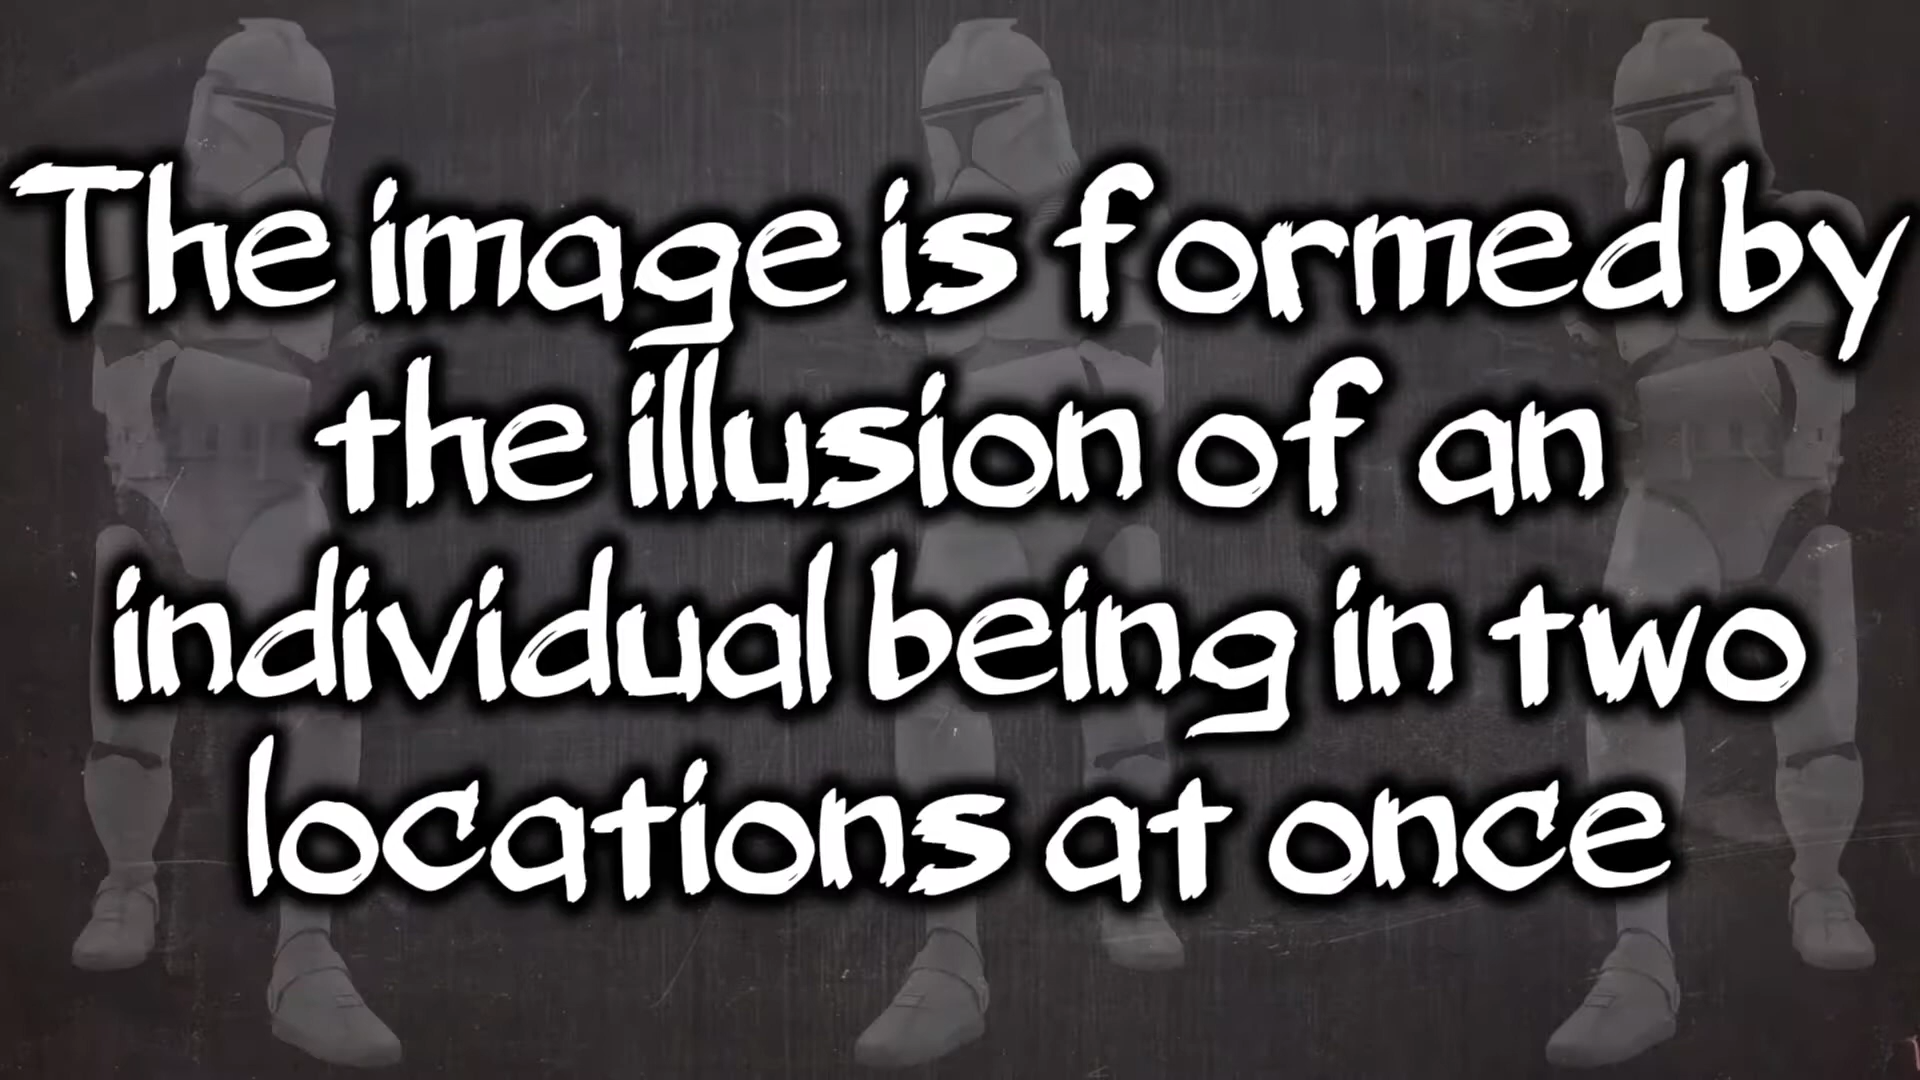 The image is formed by
the illusion of an
individual being in two
locations at once